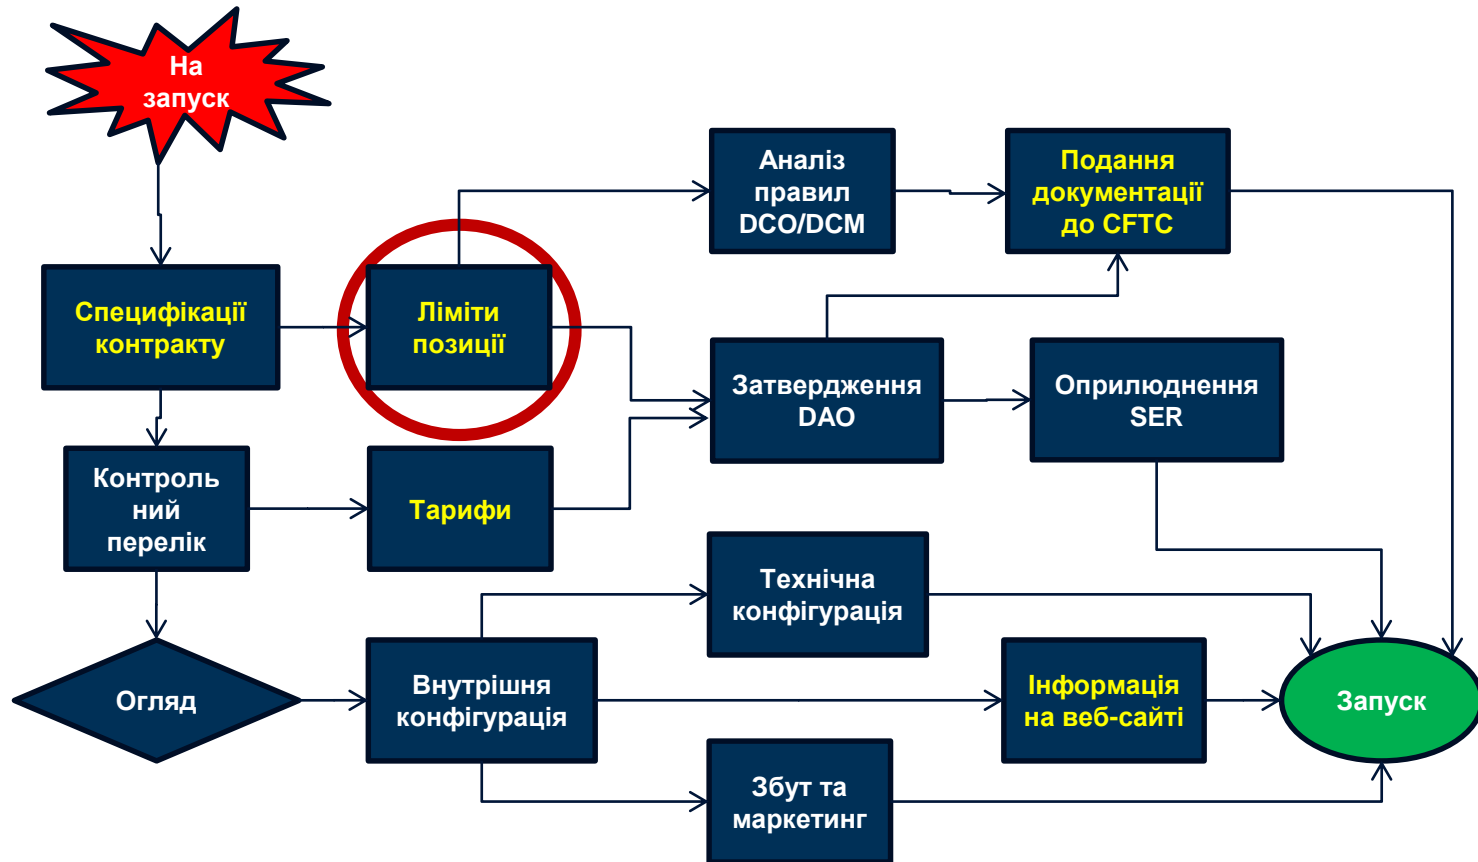 На
запуск
Аналіз
правил
DCO/DCM
Подання
документації
до CFTC
Специфікації
контракту
Ліміти
позиції
Затвердження
DAO
Оприлюднення
SER
Контроль
ний
перелік
Тарифи
Технічна
конфігурація
Огляд
Внутрішня
конфігурація
Інформація
на веб-сайті
Запуск
Збут та
маркетинг